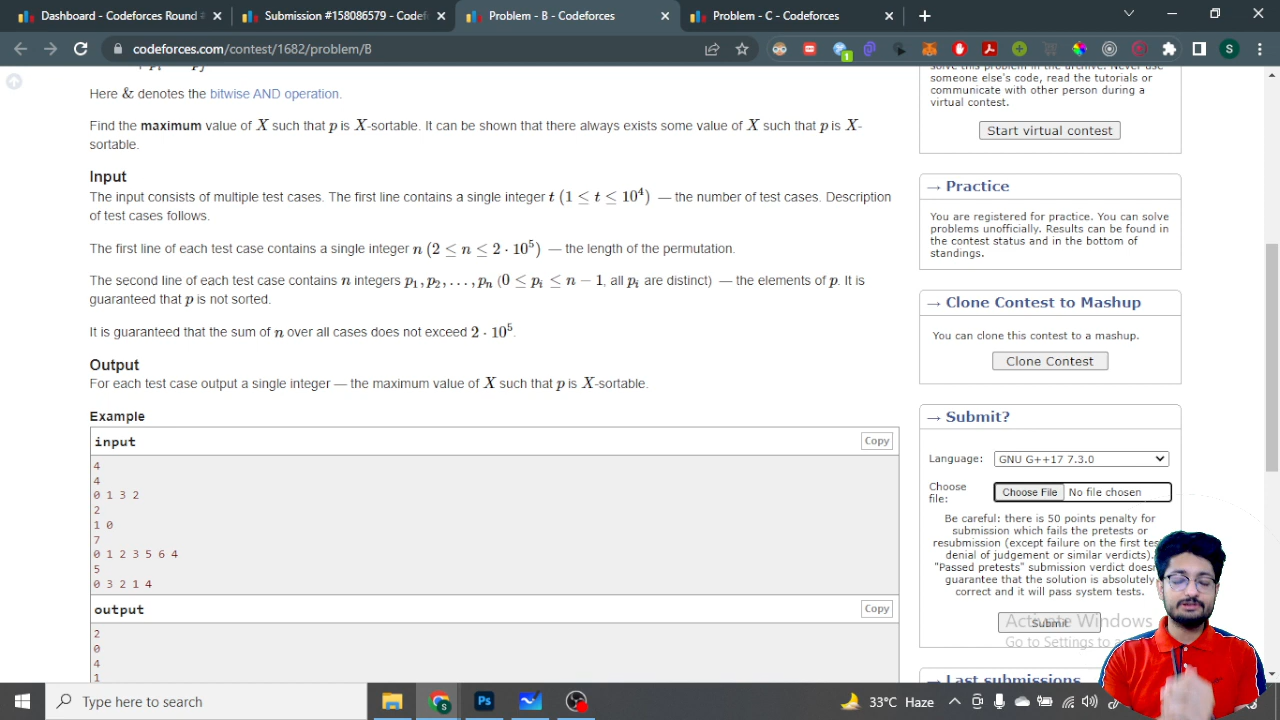 Dashboard - Codeforces Round
Submission #158086579 - Codef
Problem - B - Codeforces
Problem - C - Codeforces
codeforces.com/contest/1682/problem/B
S
1
Here & denotes the bitwise AND operation.
Find the maximum value of X such that p is X-sortable. It can be shown that there always exists some value of X such that p is X-
sortable.
Input
The input consists of multiple test cases. The first line contains a single integer t (1 ≤ t ≤ 10⁴) — the number of test cases. Description
of test cases follows.
The first line of each test case contains a single integer n (2 ≤ n ≤ 2 · 10⁵) — the length of the permutation.
The second line of each test case contains n integers p₁, p₂, …, pₙ (0 ≤ pᵢ ≤ n − 1, all pᵢ are distinct) — the elements of p. It is
guaranteed that p is not sorted.
It is guaranteed that the sum of n over all cases does not exceed 2 · 10⁵.
Output
For each test case output a single integer — the maximum value of X such that p is X-sortable.
Example
input
Copy
4
4
0 1 3 2
2
1 0
7
0 1 2 3 5 6 4
5
0 3 2 1 4
output
Copy
2
0
4
1
solve this problem in the archive. Never use
someone else's code, read the tutorials or
communicate with other person during a
virtual contest.
Start virtual contest
→ Practice
You are registered for practice. You can solve
problems unofficially. Results can be found in
the contest status and in the bottom of
standings.
→ Clone Contest to Mashup
You can clone this contest to a mashup.
Clone Contest
→ Submit?
Language: GNU G++17 7.3.0
Choose
file: Choose File No file chosen
Be careful: there is 50 points penalty for
submission which fails the pretests or
resubmission (except failure on the first test,
denial of judgement or similar verdicts).
"Passed pretests" submission verdict doesn
guarantee that the solution is absolutely
correct and it will pass system tests.
Submit
Activate Windows
Go to Settings to
→ Last submissions
Type here to search
Ps
33°C Haze